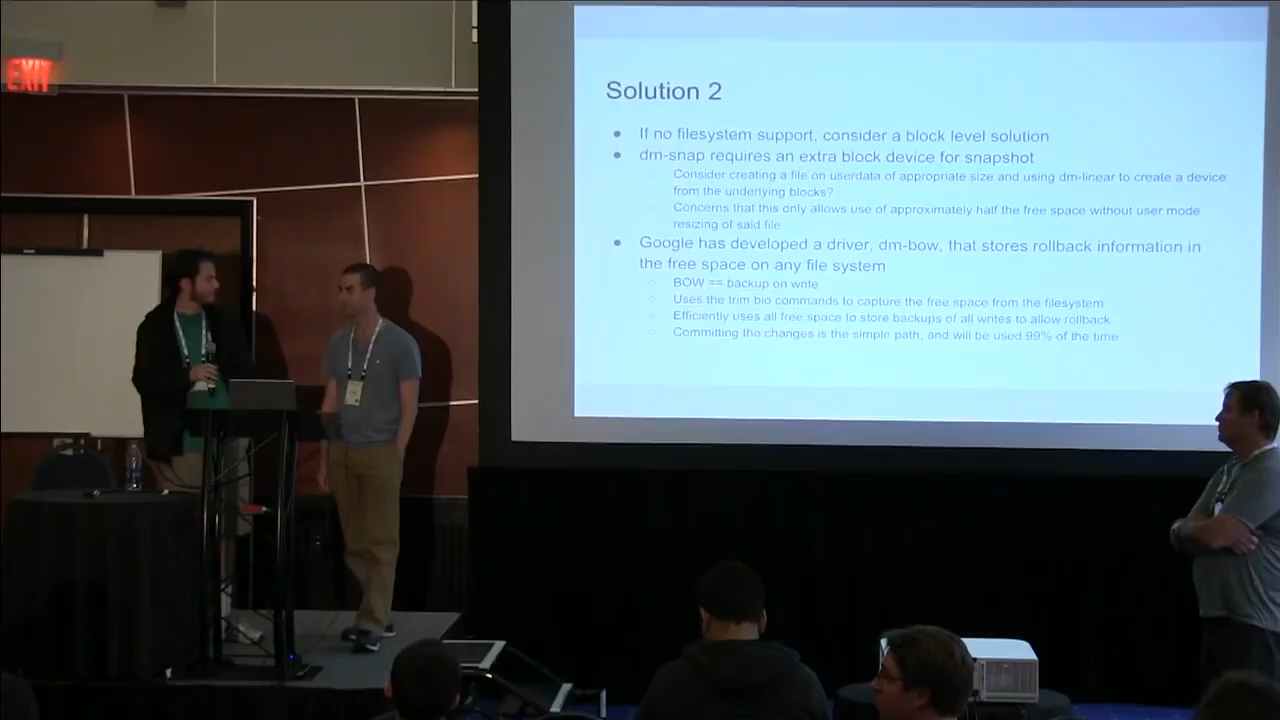 EXIT
Solution 2
● If no filesystem support, consider a block level solution
● dm-snap requires an extra block device for snapshot
○ Consider creating a file on userdata of appropriate size and using dm-linear to create a device
from the underlying blocks?
○ Concerns that this only allows use of approximately half the free space without user mode
resizing of said file
● Google has developed a driver, dm-bow, that stores rollback information in
the free space on any file system
○ BOW == backup on write
○ Uses the trim bio commands to capture the free space from the filesystem
○ Efficiently uses all free space to store backups of all writes to allow rollback
○ Committing the changes is the simple path, and will be used 99% of the time